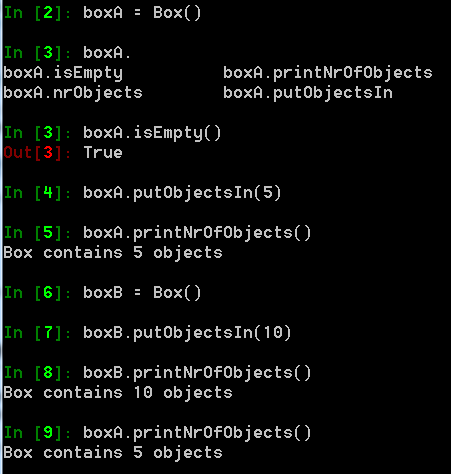 In [2]: boxA = Box()
In [3]: boxA.
boxA.isEmpty boxA.printNrOfObjects
boxA.nrObjects boxA.putObjectsIn
In [3]: boxA.isEmpty()
Out[3]: True
In [4]: boxA.putObjectsIn(5)
In [5]: boxA.printNrOfObjects()
Box contains 5 objects
In [6]: boxB = Box()
In [7]: boxB.putObjectsIn(10)
In [8]: boxB.printNrOfObjects()
Box contains 10 objects
In [9]: boxA.printNrOfObjects()
Box contains 5 objects